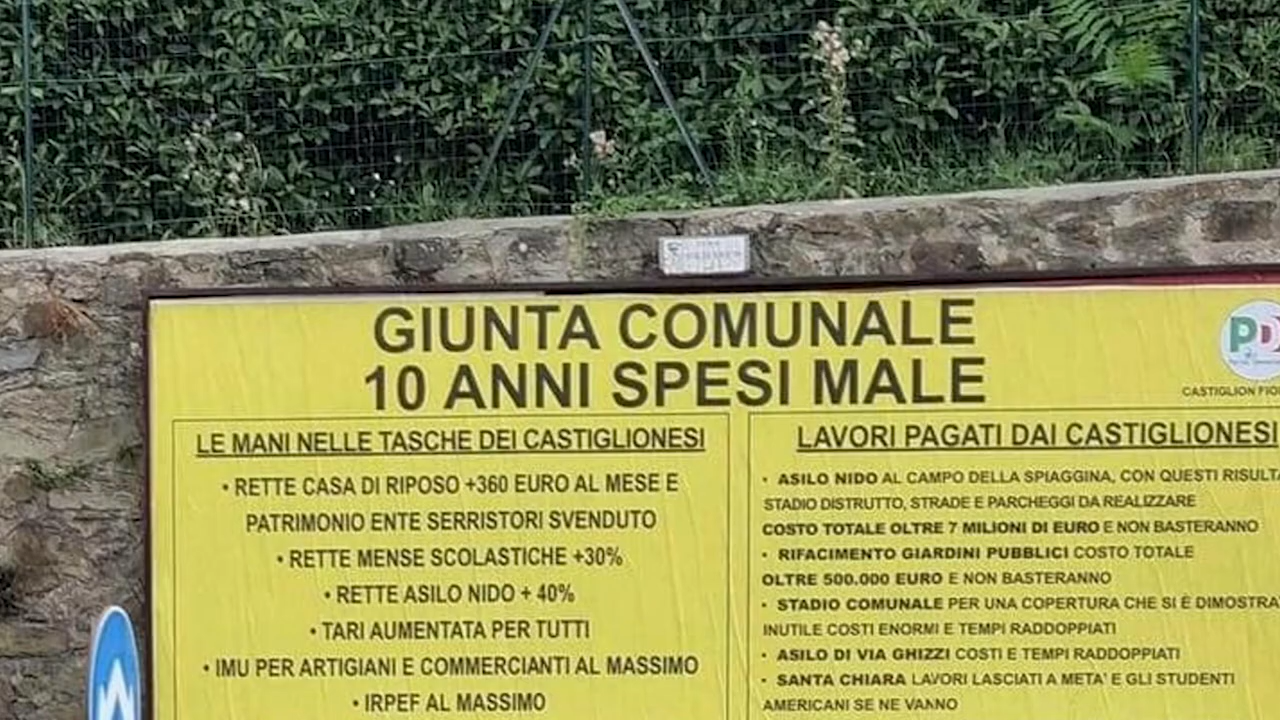 GIUNTA COMUNALE
10 ANNI SPESI MALE
PD
CASTIGLION FIO
LE MANI NELLE TASCHE DEI CASTIGLIONESI
• RETTE CASA DI RIPOSO +360 EURO AL MESE E
PATRIMONIO ENTE SERRISTORI SVENDUTO
• RETTE MENSE SCOLASTICHE +30%
• RETTE ASILO NIDO + 40%
• TARI AUMENTATA PER TUTTI
• IMU PER ARTIGIANI E COMMERCIANTI AL MASSIMO
• IRPEF AL MASSIMO
LAVORI PAGATI DAI CASTIGLIONESI
• ASILO NIDO AL CAMPO DELLA SPIAGGINA, CON QUESTI RISULT
STADIO DISTRUTTO, STRADE E PARCHEGGI DA REALIZZARE
COSTO TOTALE OLTRE 7 MILIONI DI EURO E NON BASTERANNO
• RIFACIMENTO GIARDINI PUBBLICI COSTO TOTALE
OLTRE 500.000 EURO E NON BASTERANNO
• STADIO COMUNALE PER UNA COPERTURA CHE SI È DIMOSTRA
INUTILE COSTI ENORMI E TEMPI RADDOPPIATI
• ASILO DI VIA GHIZZI COSTI E TEMPI RADDOPPIATI
• SANTA CHIARA LAVORI LASCIATI A META' E GLI STUDENTI
AMERICANI SE NE VANNO